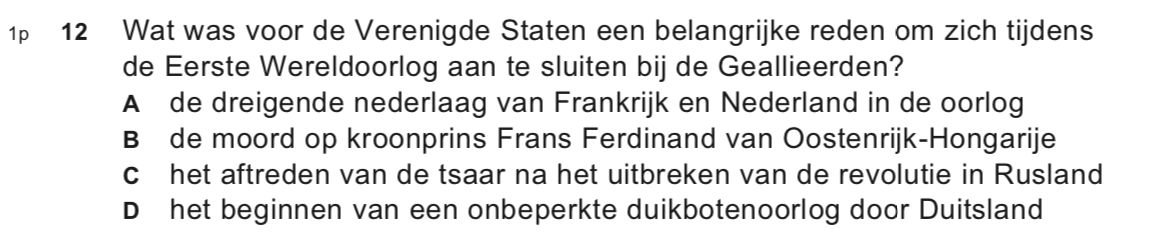 1p 12 Wat was voor de Verenigde Staten een belangrijke reden om zich tijdens
de Eerste Wereldoorlog aan te sluiten bij de Geallieerden?
A de dreigende nederlaag van Frankrijk en Nederland in de oorlog
B de moord op kroonprins Frans Ferdinand van Oostenrijk-Hongarije
C het aftreden van de tsaar na het uitbreken van de revolutie in Rusland
D het beginnen van een onbeperkte duikbotenoorlog door Duitsland